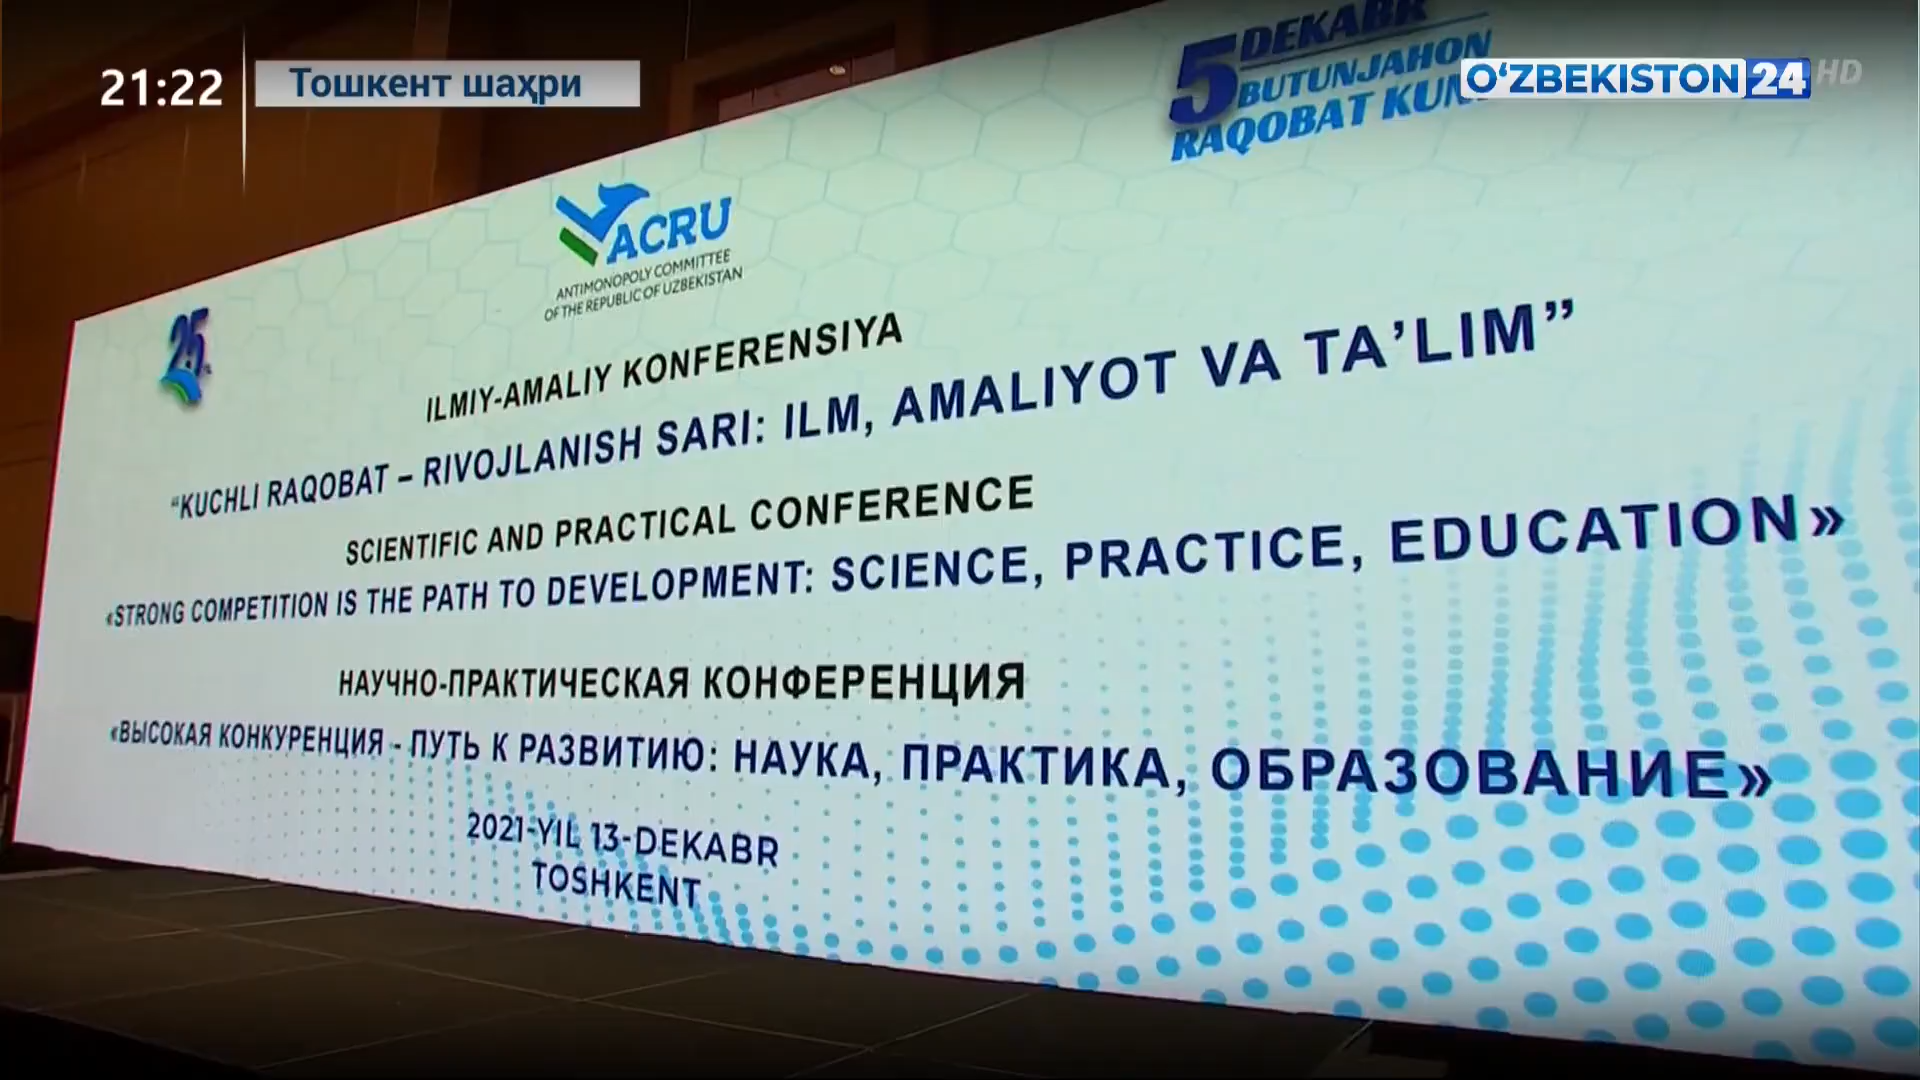 21:22
Тошкент шаҳри
5 DEKABR
BUTUNJAHON
RAQOBAT KUNI
O‘ZBEKISTON 24 HD
ACRU
ANTIMONOPOLY COMMITTEE
OF THE REPUBLIC OF UZBEKISTAN
25
ILMIY-AMALIY KONFERENSIYA
“KUCHLI RAQOBAT – RIVOJLANISH SARI: ILM, AMALIYOT VA TA’LIM”
SCIENTIFIC AND PRACTICAL CONFERENCE
«STRONG COMPETITION IS THE PATH TO DEVELOPMENT: SCIENCE, PRACTICE, EDUCATION»
НАУЧНО-ПРАКТИЧЕСКАЯ КОНФЕРЕНЦИЯ
«ВЫСОКАЯ КОНКУРЕНЦИЯ - ПУТЬ К РАЗВИТИЮ: НАУКА, ПРАКТИКА, ОБРАЗОВАНИЕ»
2021-YIL 13-DEKABR
TOSHKENT